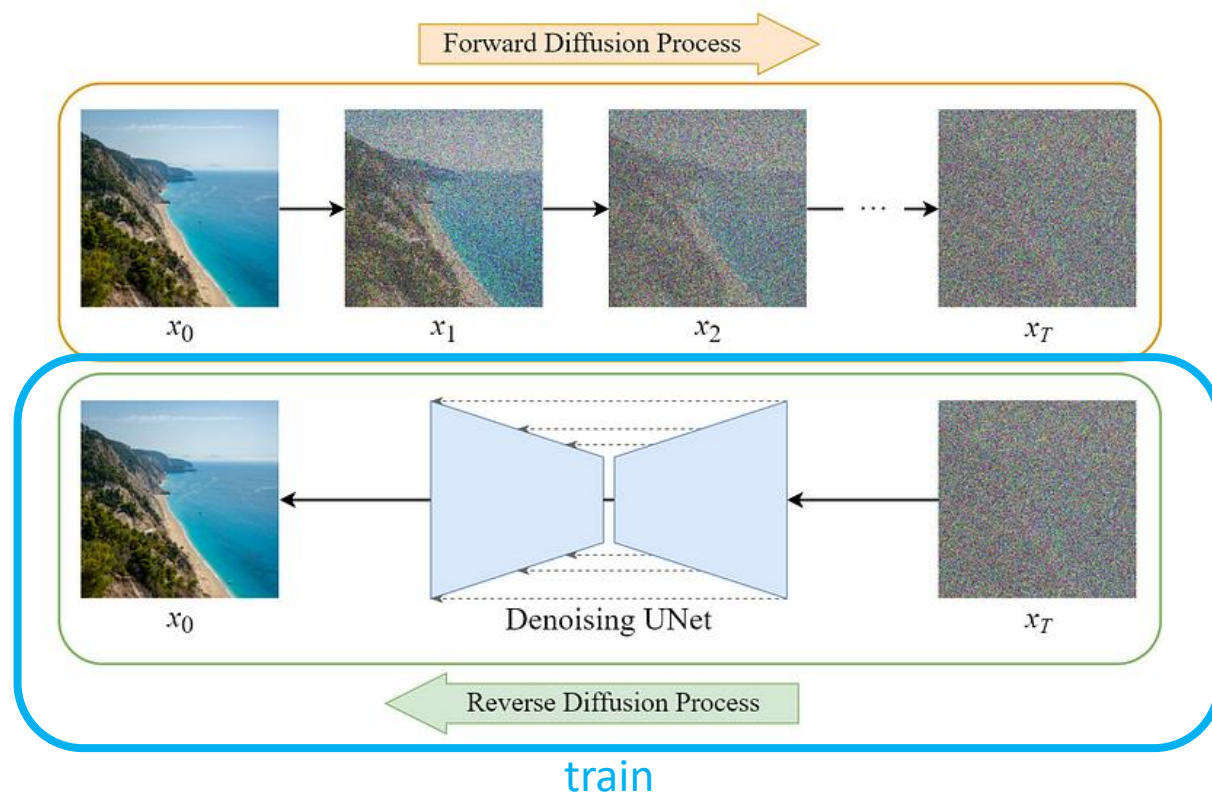 Forward Diffusion Process
...
x0
x1
x2
xT
x0
Denoising UNet
xT
Reverse Diffusion Process
train